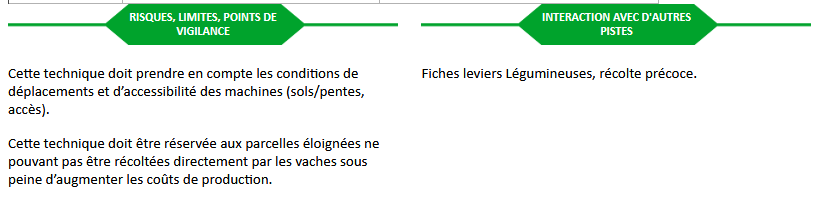 RISQUES, LIMITES, POINTS DE
VIGILANCE
Cette technique doit prendre en compte les conditions de
déplacements et d’accessibilité des machines (sols/pentes,
accès).
Cette technique doit être réservée aux parcelles éloignées ne
pouvant pas être récoltées directement par les vaches sous
peine d’augmenter les coûts de production.
INTERACTION AVEC D'AUTRES
PISTES
Fiches leviers Légumineuses, récolte précoce.